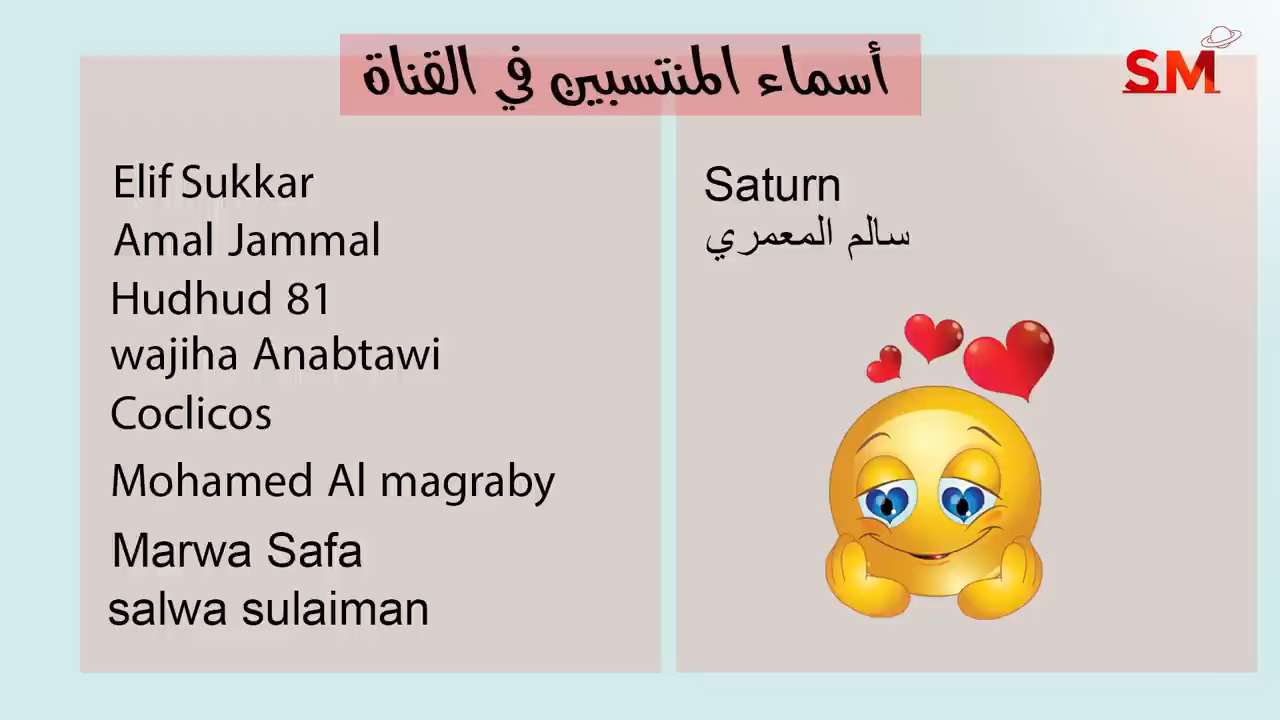 أسماء المنتسبين في القناة
SM
Elif Sukkar
Amal Jammal
Hudhud 81
wajiha Anabtawi
Coclicos
Mohamed Al magraby
Marwa Safa
salwa sulaiman
Saturn
سالم المعمري